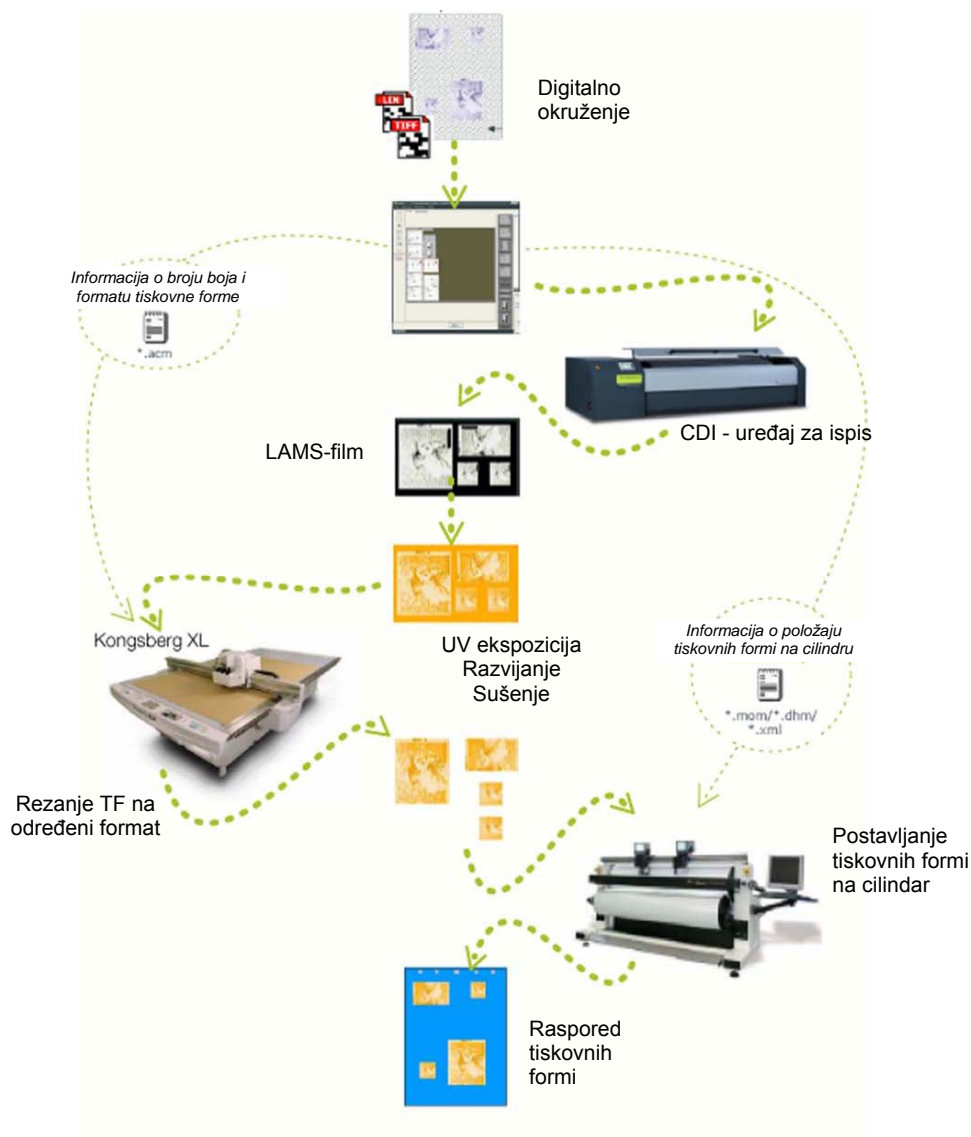 Digitalno
okruženje
LEN
TIFF
Informacija o broju boja i
formatu tiskovne forme
*.acm
CDI - uređaj za ispis
LAMS-film
Kongsberg XL
UV ekspozicija
Razvijanje
Sušenje
Informacija o položaju
tiskovnih formi na cilindru
*.mom/*.dhm/
*.xml
Rezanje TF na
određeni format
Postavljanje
tiskovnih formi
na cilindar
Raspored
tiskovnih
formi